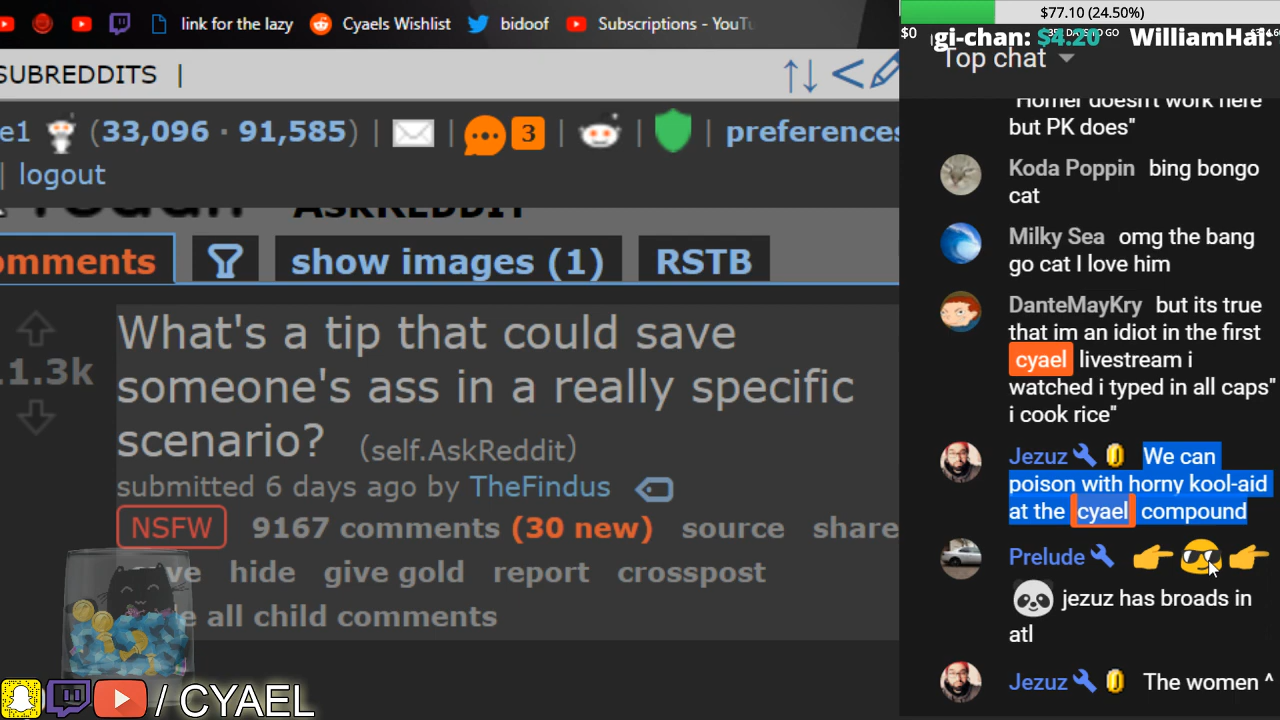 link for the lazy
Cyaels Wishlist
bidoof
Subscriptions - YouTu
SUBREDDITS |
e1 (33,096 · 91,585) | | 3 | | | preferences
| logout
ASKREDDIT
omments
show images (1)
RSTB
1.3k
What's a tip that could save
someone's ass in a really specific
scenario? (self.AskReddit)
submitted 6 days ago by TheFindus
NSFW 9167 comments (30 new) source share
ve hide give gold report crosspost
e all child comments
/ CYAEL
$77.10 (24.50%)
$0
gi-chan: $4.20 WilliamHai:
Top chat
"Homer doesn't work here
but PK does"
Koda Poppin bing bongo
cat
Milky Sea omg the bang
go cat I love him
DanteMayKry but its true
that im an idiot in the first
cyael livestream i
watched i typed in all caps"
i cook rice"
Jezuz We can
poison with horny kool-aid
at the cyael compound
Prelude
jezuz has broads in
atl
Jezuz The women ^